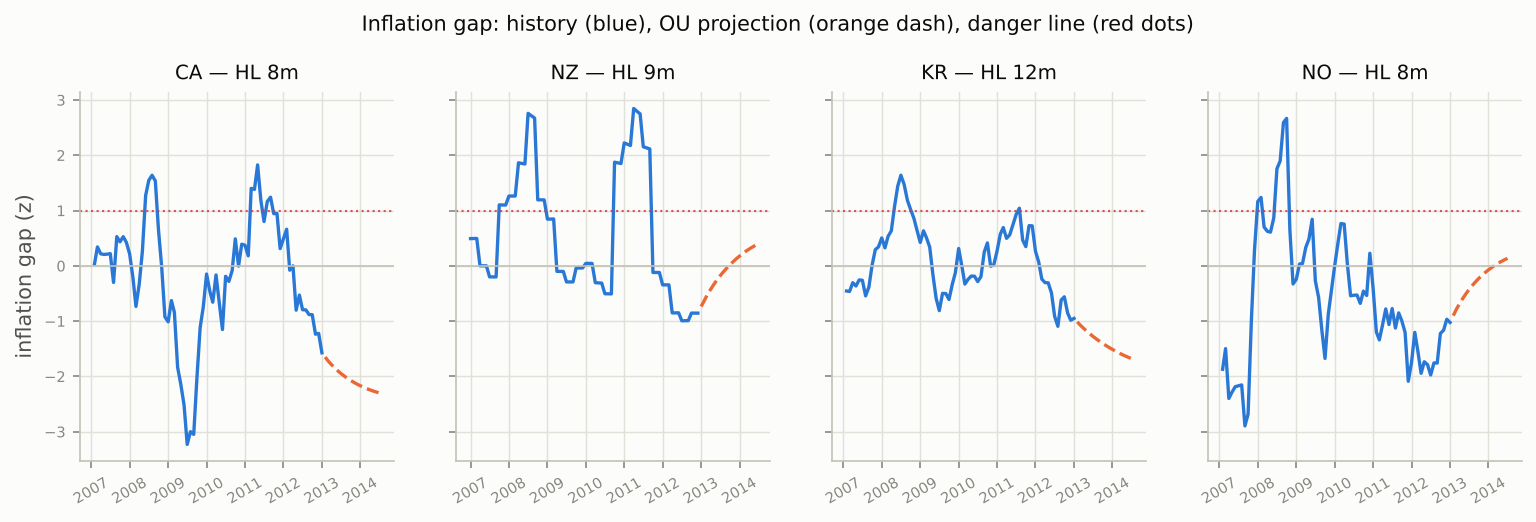 Inflation gap: history (blue), OU projection (orange dash), danger line (red dots)
CA — HL 8m
NZ — HL 9m
KR — HL 12m
NO — HL 8m
inflation gap (z)
3
2
1
0
−1
−2
−3
2007 2008 2009 2010 2011 2012 2013 2014
2007 2008 2009 2010 2011 2012 2013 2014
2007 2008 2009 2010 2011 2012 2013 2014
2007 2008 2009 2010 2011 2012 2013 2014